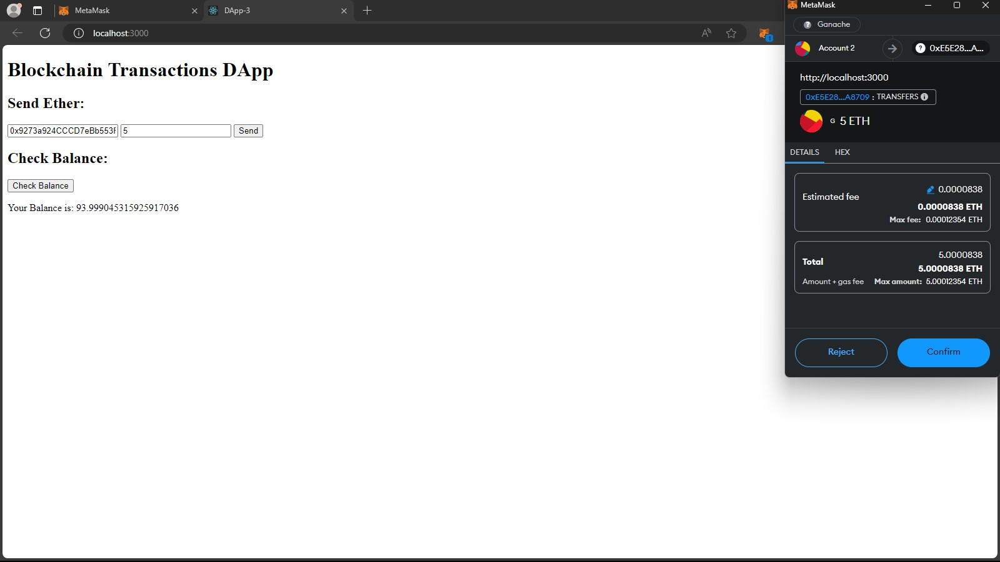 MetaMask
DApp-3
localhost:3000
Blockchain Transactions DApp
Send Ether:
0x9273a924CCCD7eBb553f
5
Send
Check Balance:
Check Balance
Your Balance is: 93.999045315925917036
1
MetaMask
Ganache
Account 2
0xE5E28...A...
http://localhost:3000
0xE5E28...A8709 : TRANSFERS
G 5 ETH
DETAILS HEX
Estimated fee
0.0000838
0.0000838 ETH
Max fee: 0.00012354 ETH
Total
5.0000838
5.0000838 ETH
Amount + gas fee Max amount: 5.00012354 ETH
Reject
Confirm